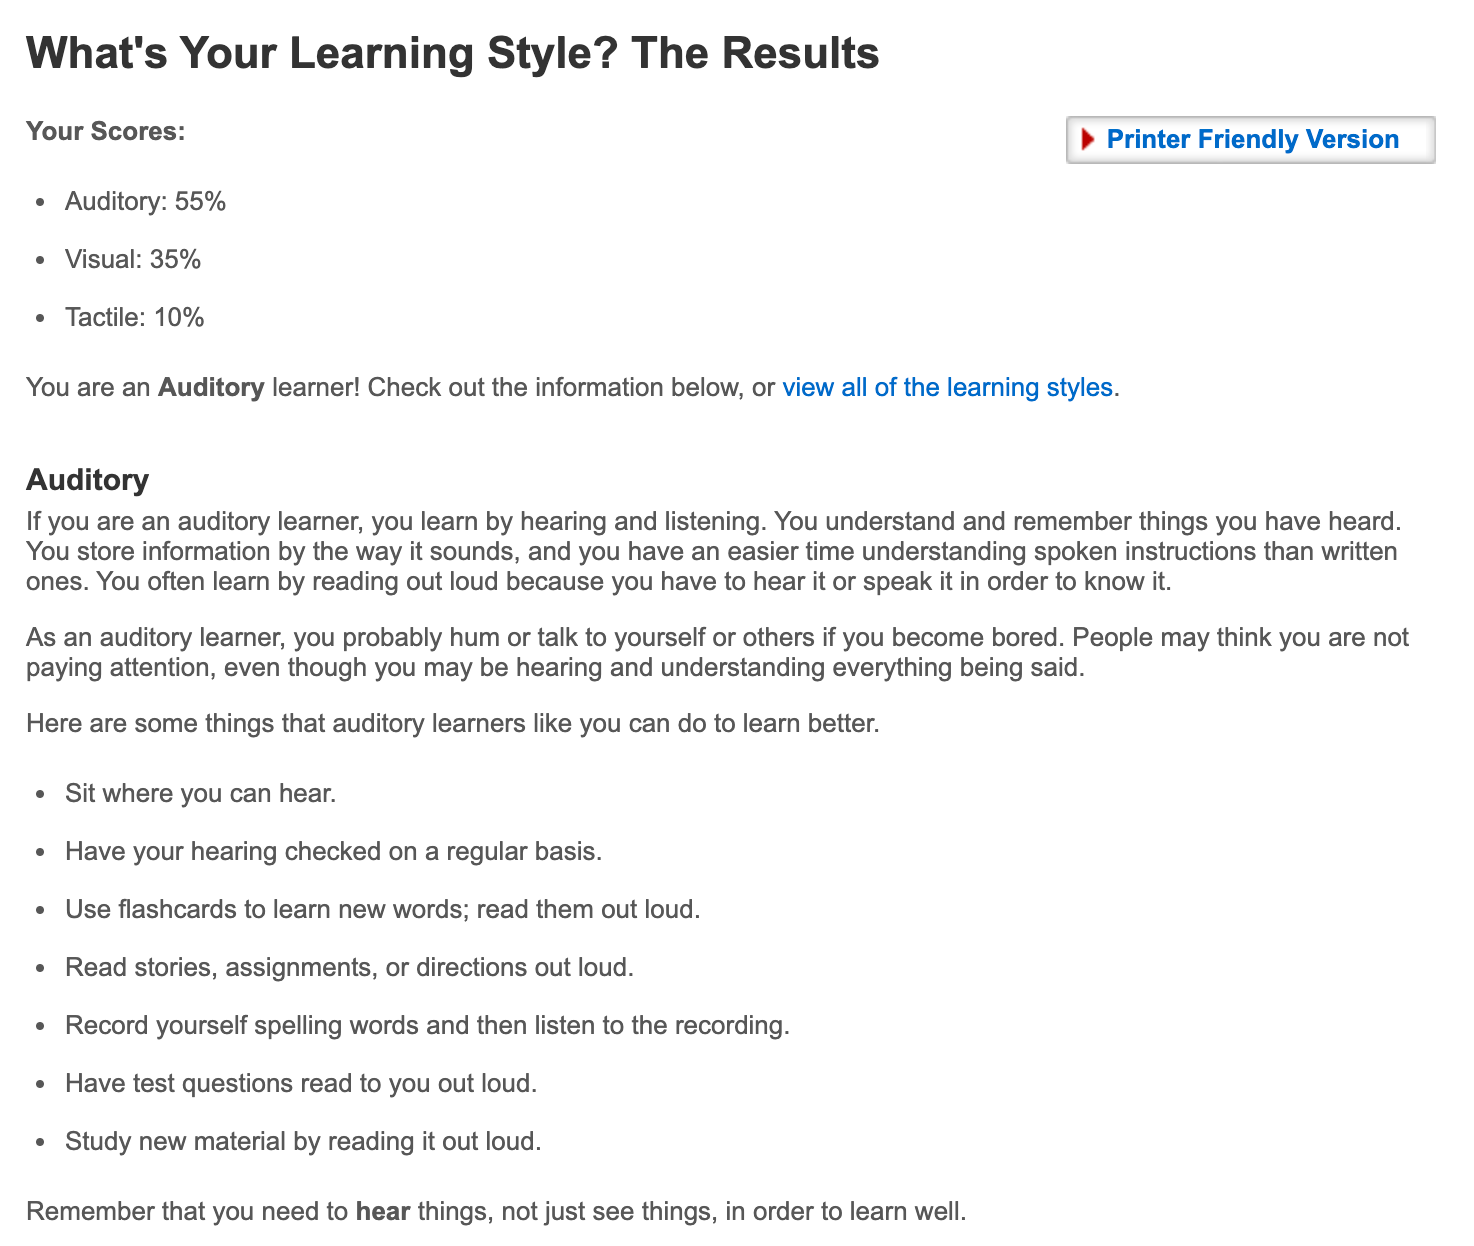 What's Your Learning Style? The Results
Your Scores:
Printer Friendly Version
• Auditory: 55%
• Visual: 35%
• Tactile: 10%
You are an Auditory learner! Check out the information below, or view all of the learning styles.
Auditory
If you are an auditory learner, you learn by hearing and listening. You understand and remember things you have heard.
You store information by the way it sounds, and you have an easier time understanding spoken instructions than written
ones. You often learn by reading out loud because you have to hear it or speak it in order to know it.
As an auditory learner, you probably hum or talk to yourself or others if you become bored. People may think you are not
paying attention, even though you may be hearing and understanding everything being said.
Here are some things that auditory learners like you can do to learn better.
• Sit where you can hear.
• Have your hearing checked on a regular basis.
• Use flashcards to learn new words; read them out loud.
• Read stories, assignments, or directions out loud.
• Record yourself spelling words and then listen to the recording.
• Have test questions read to you out loud.
• Study new material by reading it out loud.
Remember that you need to hear things, not just see things, in order to learn well.